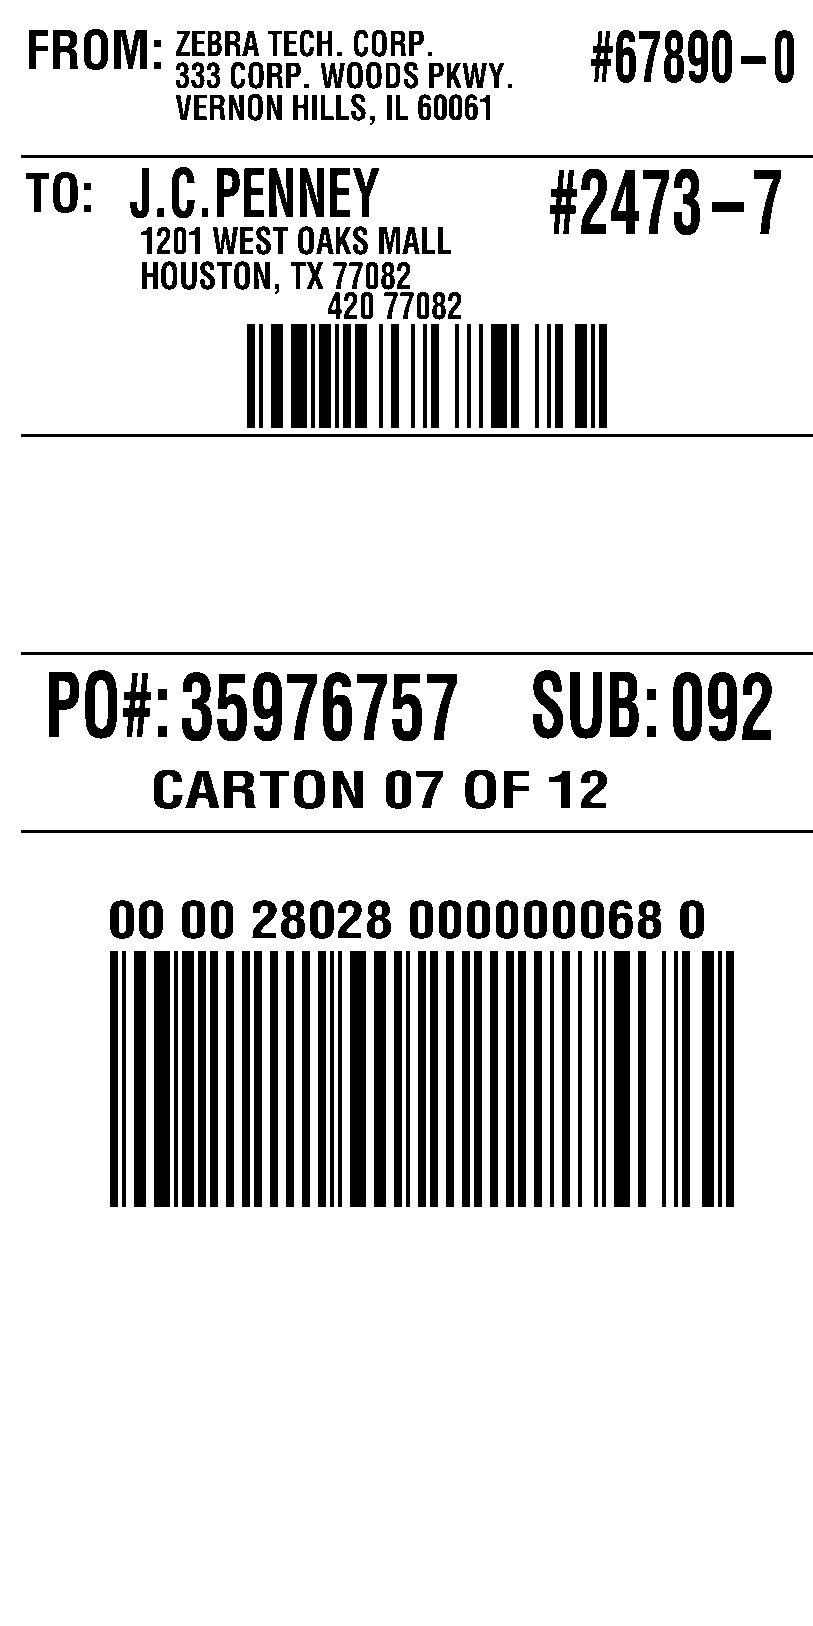 FROM: ZEBRA TECH. CORP.
333 CORP. WOODS PKWY.
VERNON HILLS, IL 60061
#67890-0
TO: J.C.PENNEY
1201 WEST OAKS MALL
HOUSTON, TX 77082
#2473-7
420 77082
PO#: 35976757 SUB: 092
CARTON 07 OF 12
00 00 28028 000000068 0